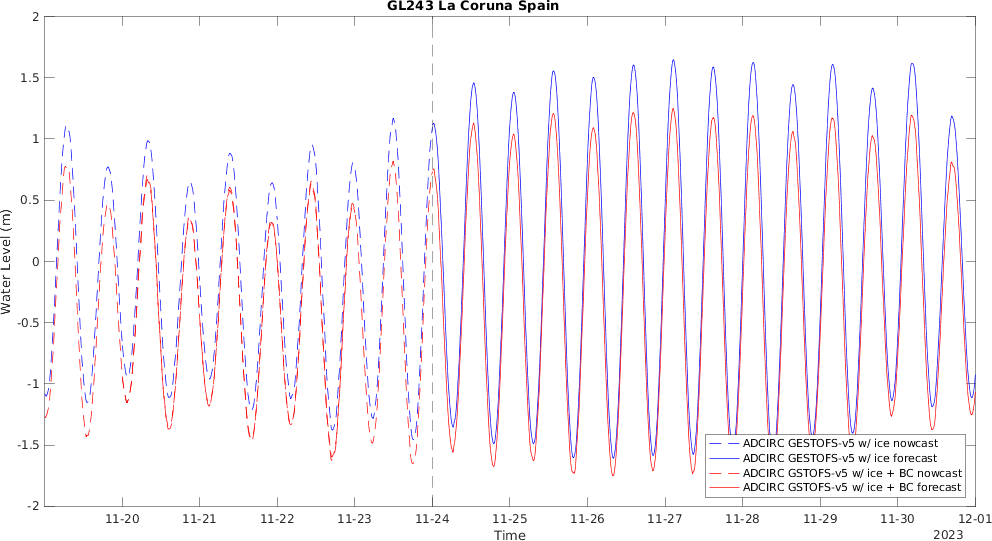 GL243 La Coruna Spain
Water Level (m)
2
1.5
1
0.5
0
-0.5
-1
-1.5
-2
ADCIRC GESTOFS-v5 w/ ice nowcast
ADCIRC GESTOFS-v5 w/ ice forecast
ADCIRC GSTOFS-v5 w/ ice + BC nowcast
ADCIRC GSTOFS-v5 w/ ice + BC forecast
11-20 11-21 11-22 11-23 11-24 11-25 11-26 11-27 11-28 11-29 11-30 12-01
Time
2023